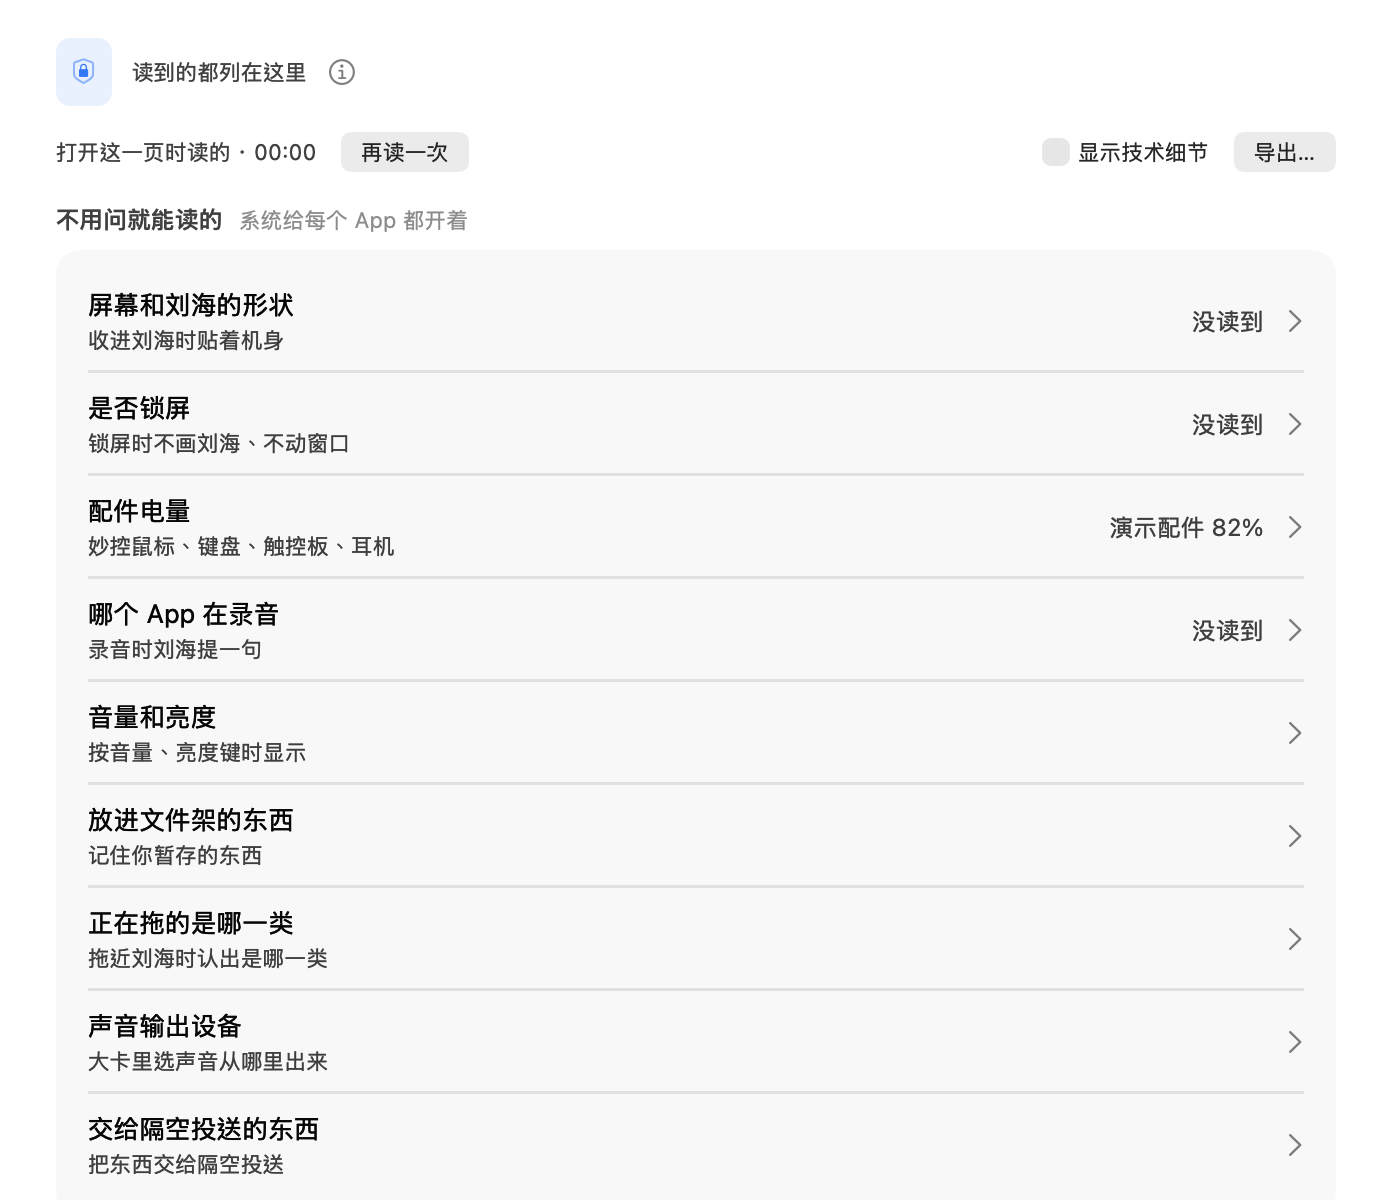 读到的都列在这里
打开这一页时读的 · 00:00 再读一次 显示技术细节 导出...
不用问就能读的 系统给每个 App 都开着
屏幕和刘海的形状
收进刘海时贴着机身
没读到
是否锁屏
锁屏时不画刘海、不动窗口
没读到
配件电量
妙控鼠标、键盘、触控板、耳机
演示配件 82%
哪个 App 在录音
录音时刘海提一句
没读到
音量和亮度
按音量、亮度键时显示
放进文件架的东西
记住你暂存的东西
正在拖的是哪一类
拖近刘海时认出是哪一类
声音输出设备
大卡里选声音从哪里出来
交给隔空投送的东西
把东西交给隔空投送